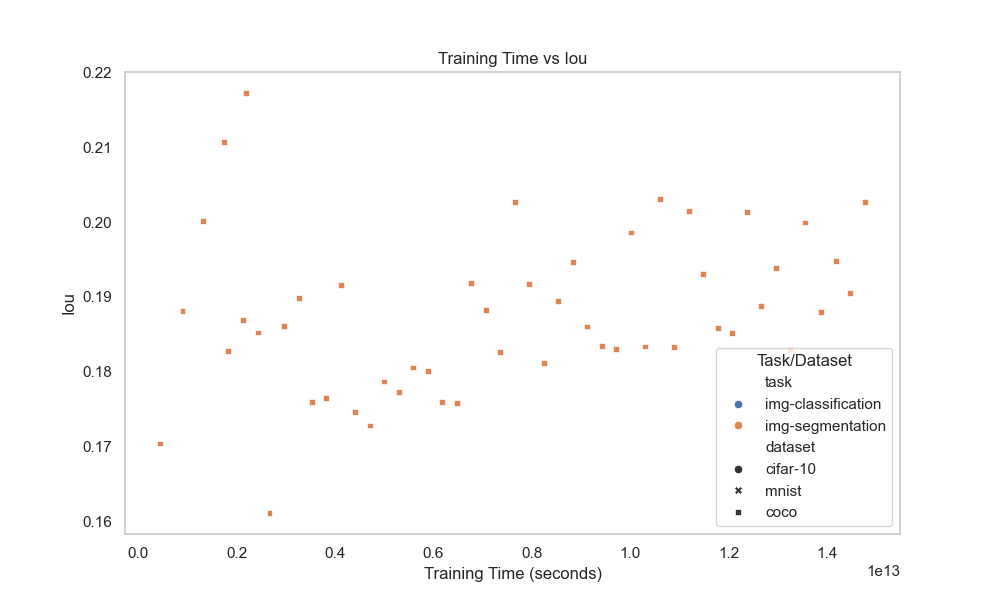 Training Time vs Iou
0.22
0.21
0.20
0.19
0.18
0.17
0.16
Iou
0.0 0.2 0.4 0.6 0.8 1.0 1.2 1.4
1e13
Training Time (seconds)
Task/Dataset
task
img-classification
img-segmentation
dataset
cifar-10
mnist
coco